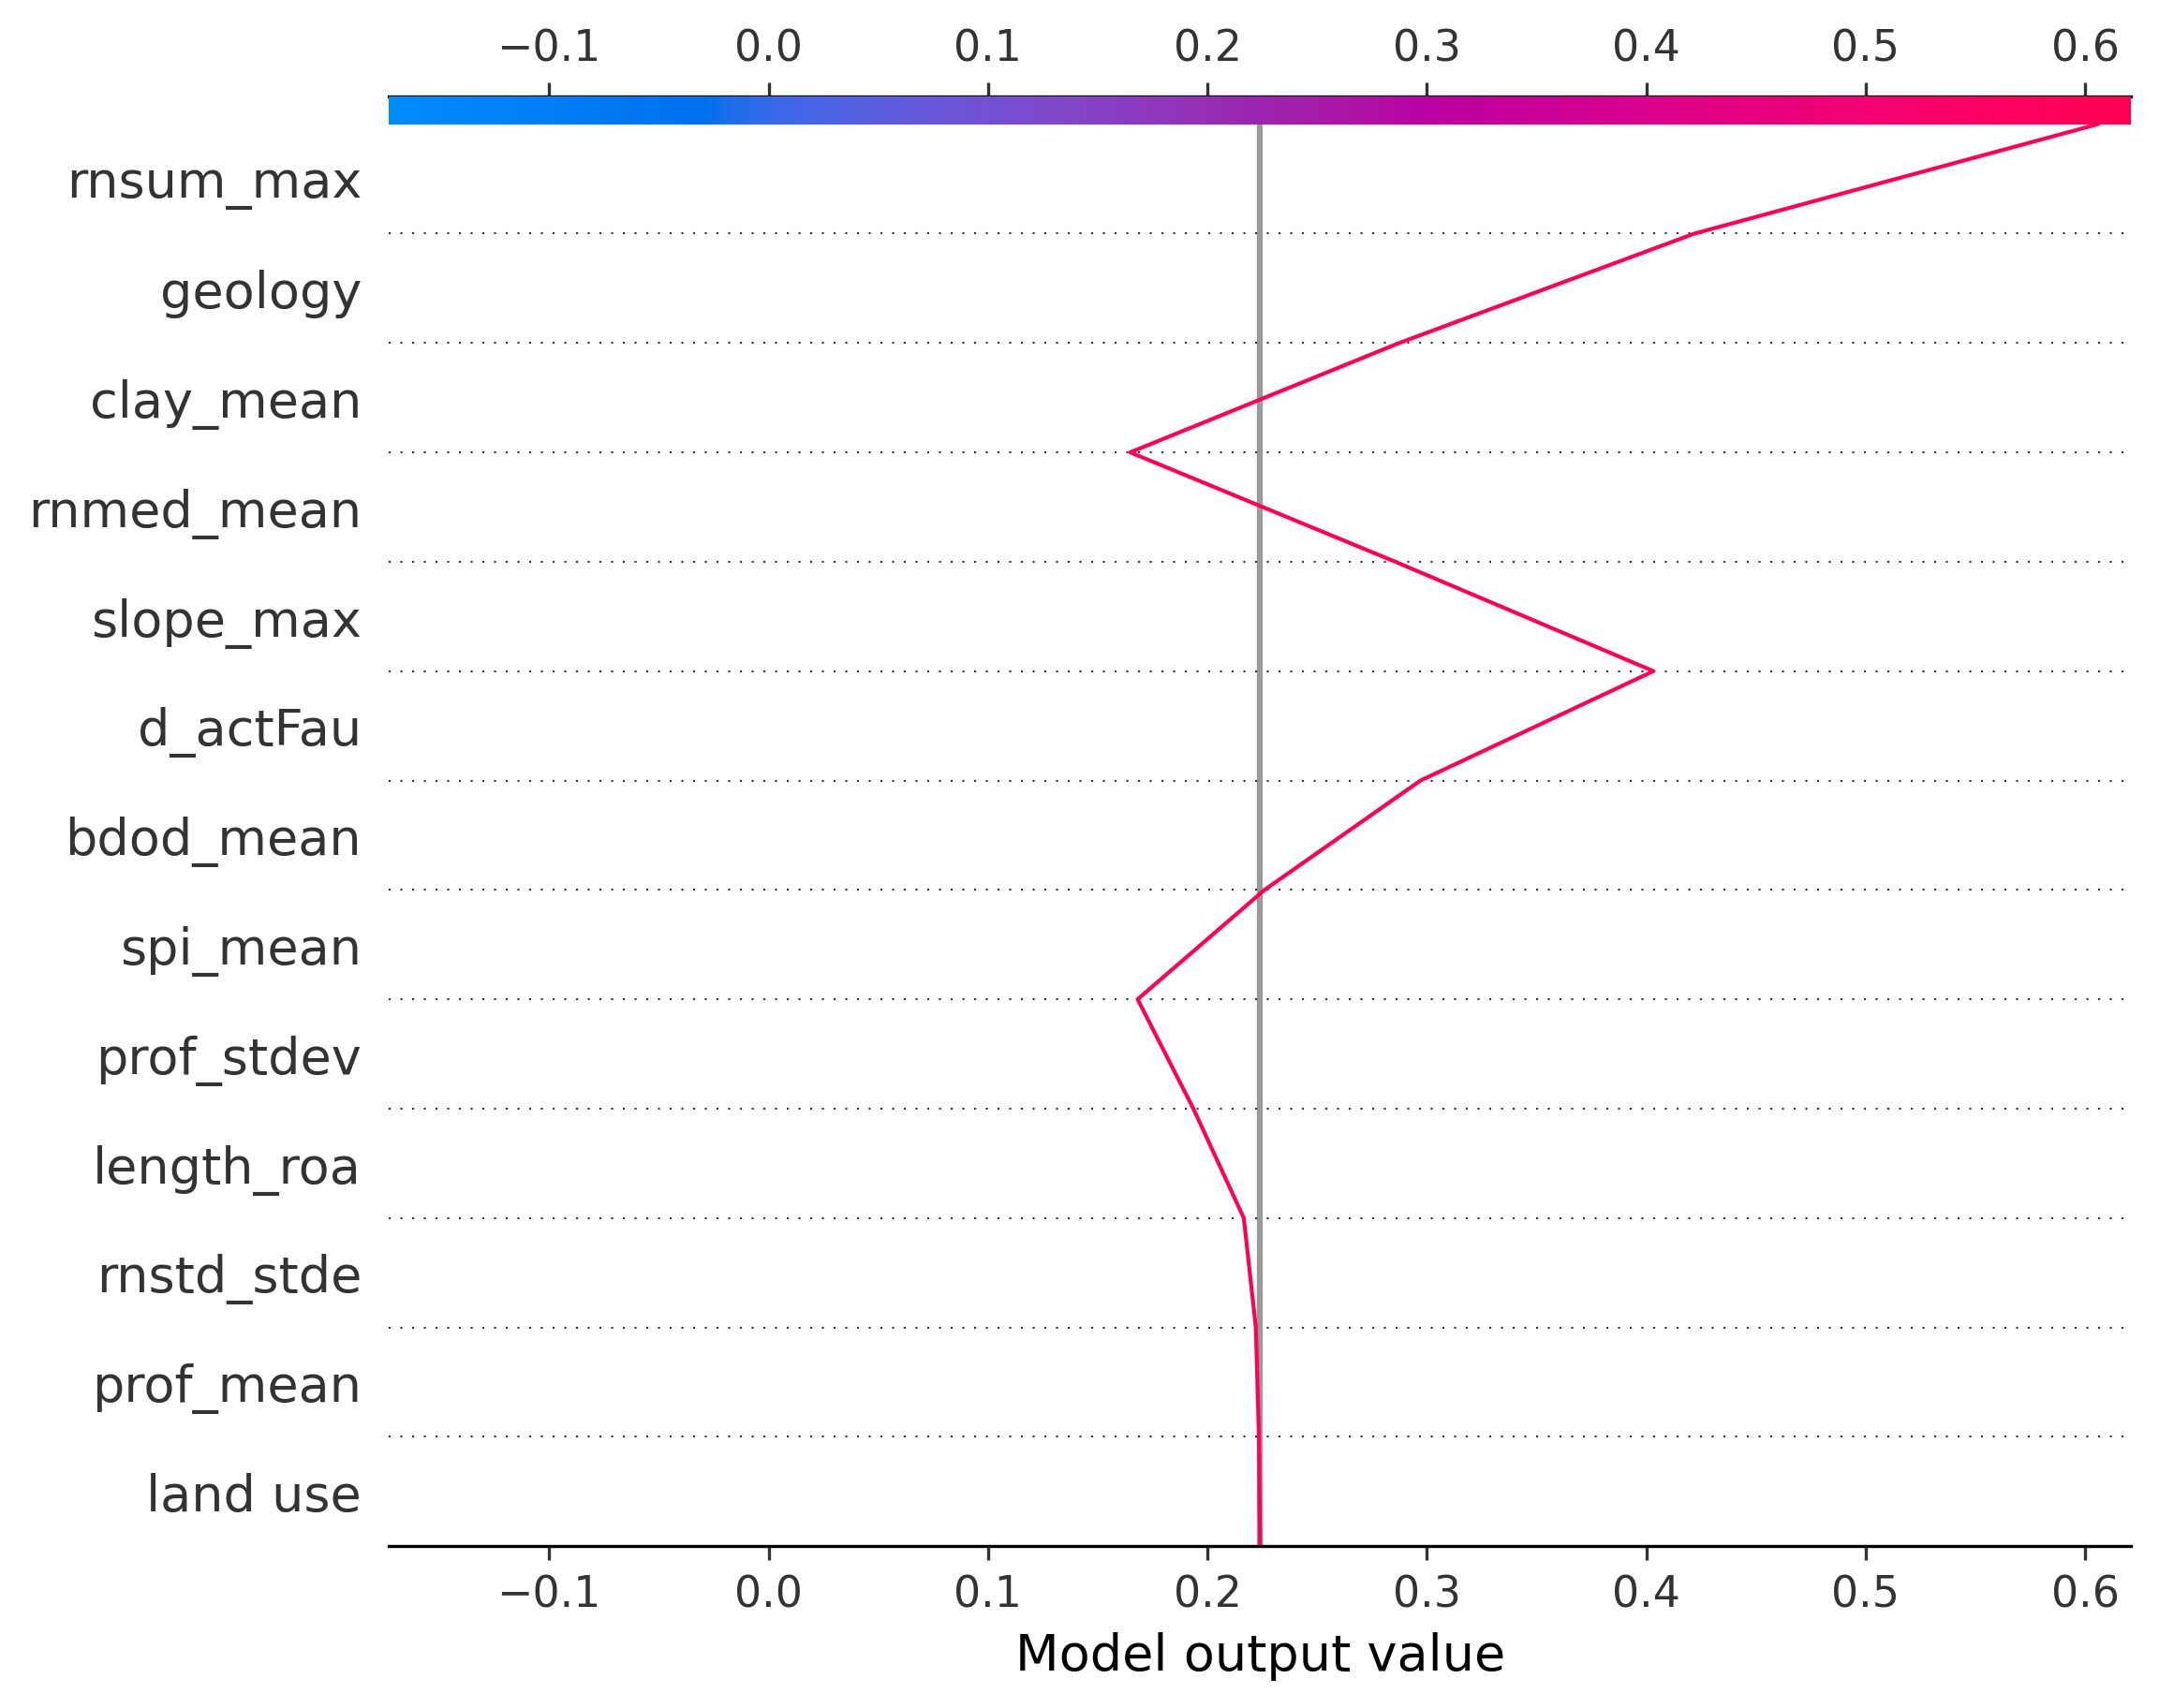 −0.1 0.0 0.1 0.2 0.3 0.4 0.5 0.6
rnsum_max
geology
clay_mean
rnmed_mean
slope_max
d_actFau
bdod_mean
spi_mean
prof_stdev
length_roa
rnstd_stde
prof_mean
land use
−0.1 0.0 0.1 0.2 0.3 0.4 0.5 0.6
Model output value